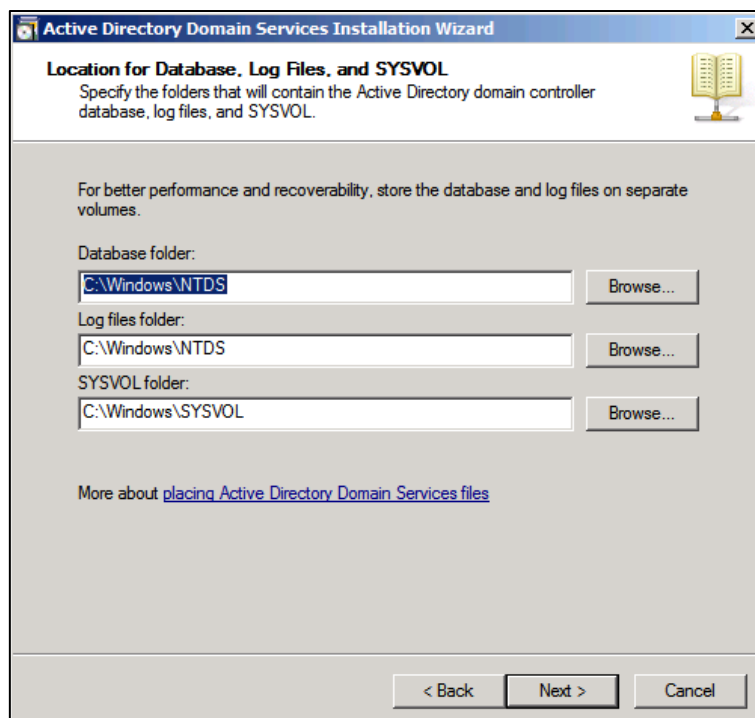 Active Directory Domain Services Installation Wizard
Location for Database, Log Files, and SYSVOL
Specify the folders that will contain the Active Directory domain controller
database, log files, and SYSVOL.
For better performance and recoverability, store the database and log files on separate
volumes.
Database folder:
C:\Windows\NTDS
Browse...
Log files folder:
C:\Windows\NTDS
Browse...
SYSVOL folder:
C:\Windows\SYSVOL
Browse...
More about placing Active Directory Domain Services files
< Back
Next >
Cancel